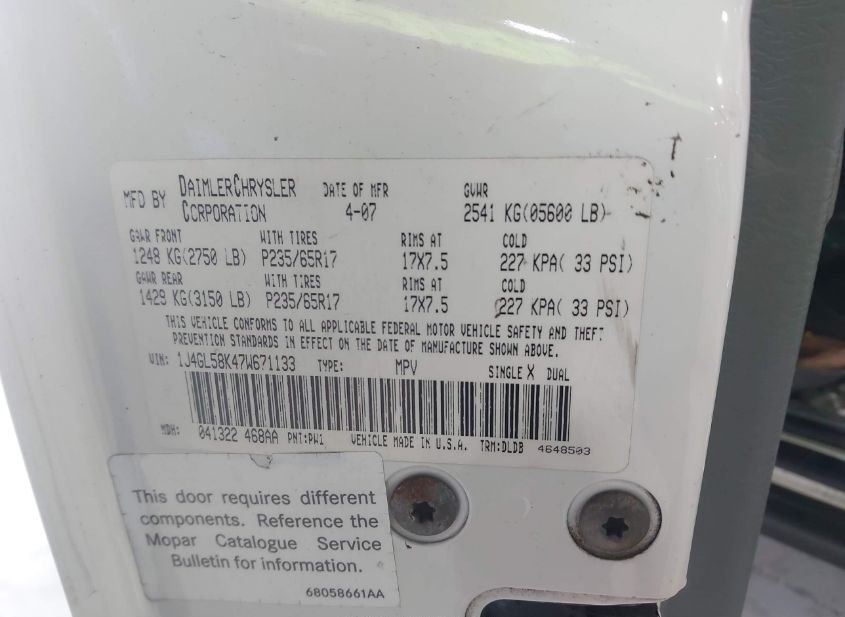 MFD BY DAIMLERCHRYSLER CORPORATION DATE OF MFR 4-07 GVWR 2541 KG(05600 LB)
GAWR FRONT WITH TIRES RIMS AT COLD
1248 KG(2750 LB) P235/65R17 17X7.5 227 KPA( 33 PSI)
GAWR REAR WITH TIRES RIMS AT COLD
1429 KG(3150 LB) P235/65R17 17X7.5 227 KPA( 33 PSI)
THIS VEHICLE CONFORMS TO ALL APPLICABLE FEDERAL MOTOR VEHICLE SAFETY AND THEFT
PREVENTION STANDARDS IN EFFECT ON THE DATE OF MANUFACTURE SHOWN ABOVE.
VIN: 1J4GL58K47W671133 TYPE: MPV SINGLE X DUAL
MDH: 041322 468AA PNT:PW1 VEHICLE MADE IN U.S.A. TRM:DLDB 4648503
This door requires different
components. Reference the
Mopar Catalogue Service
Bulletin for information.
68058661AA